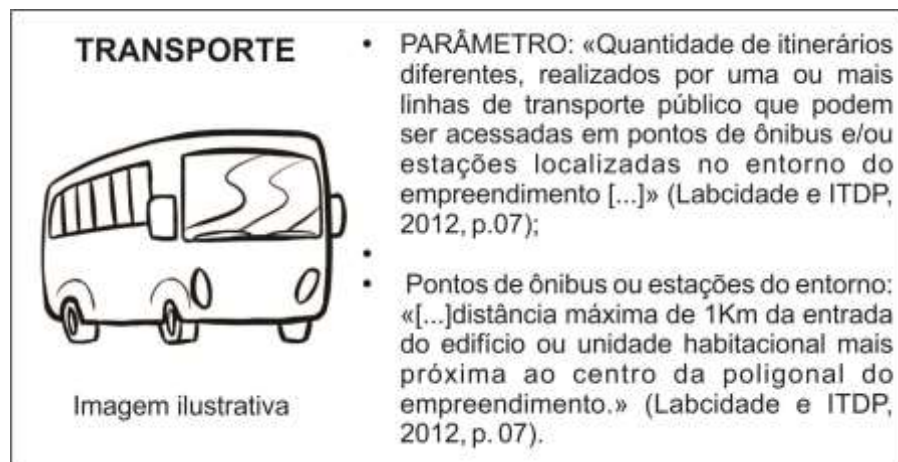 TRANSPORTE
Imagem ilustrativa
• PARÂMETRO: «Quantidade de itinerários
diferentes, realizados por uma ou mais
linhas de transporte público que podem
ser acessadas em pontos de ônibus e/ou
estações localizadas no entorno do
empreendimento [...]» (Labcidade e ITDP,
2012, p.07);
•
• Pontos de ônibus ou estações do entorno:
«[...]distância máxima de 1Km da entrada
do edifício ou unidade habitacional mais
próxima ao centro da poligonal do
empreendimento.» (Labcidade e ITDP,
2012, p. 07).